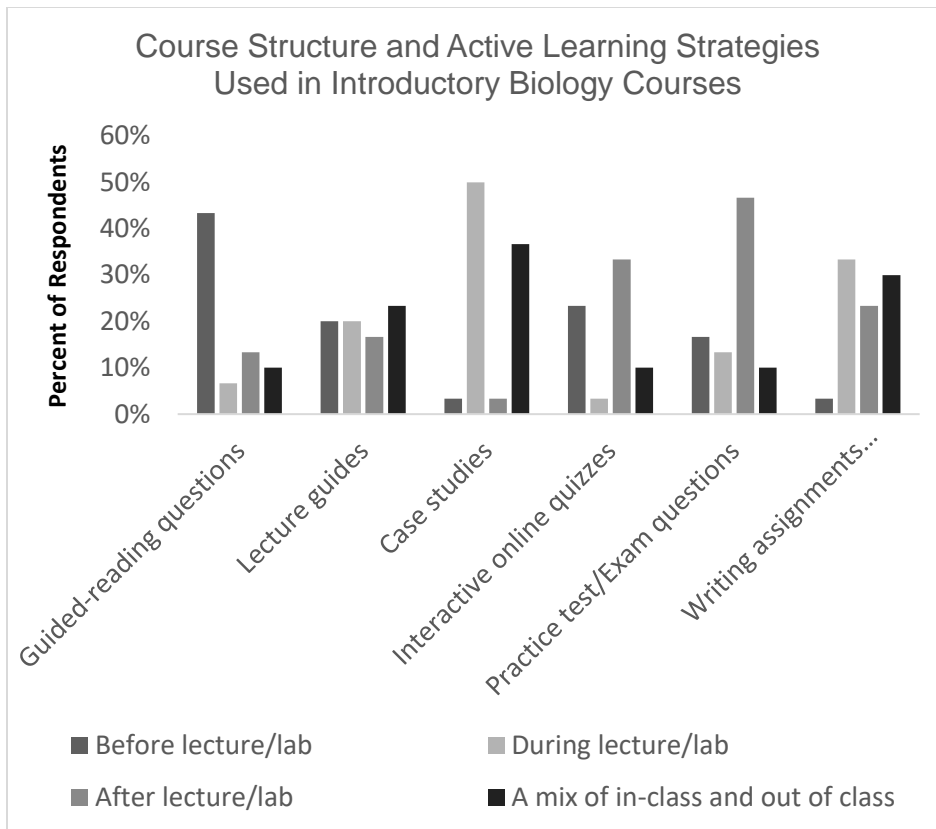 Course Structure and Active Learning Strategies
Used in Introductory Biology Courses
Percent of Respondents
60%
50%
40%
30%
20%
10%
0%
Guided-reading questions
Lecture guides
Case studies
Interactive online quizzes
Practice test/Exam questions
Writing assignments...
Before lecture/lab
During lecture/lab
After lecture/lab
A mix of in-class and out of class